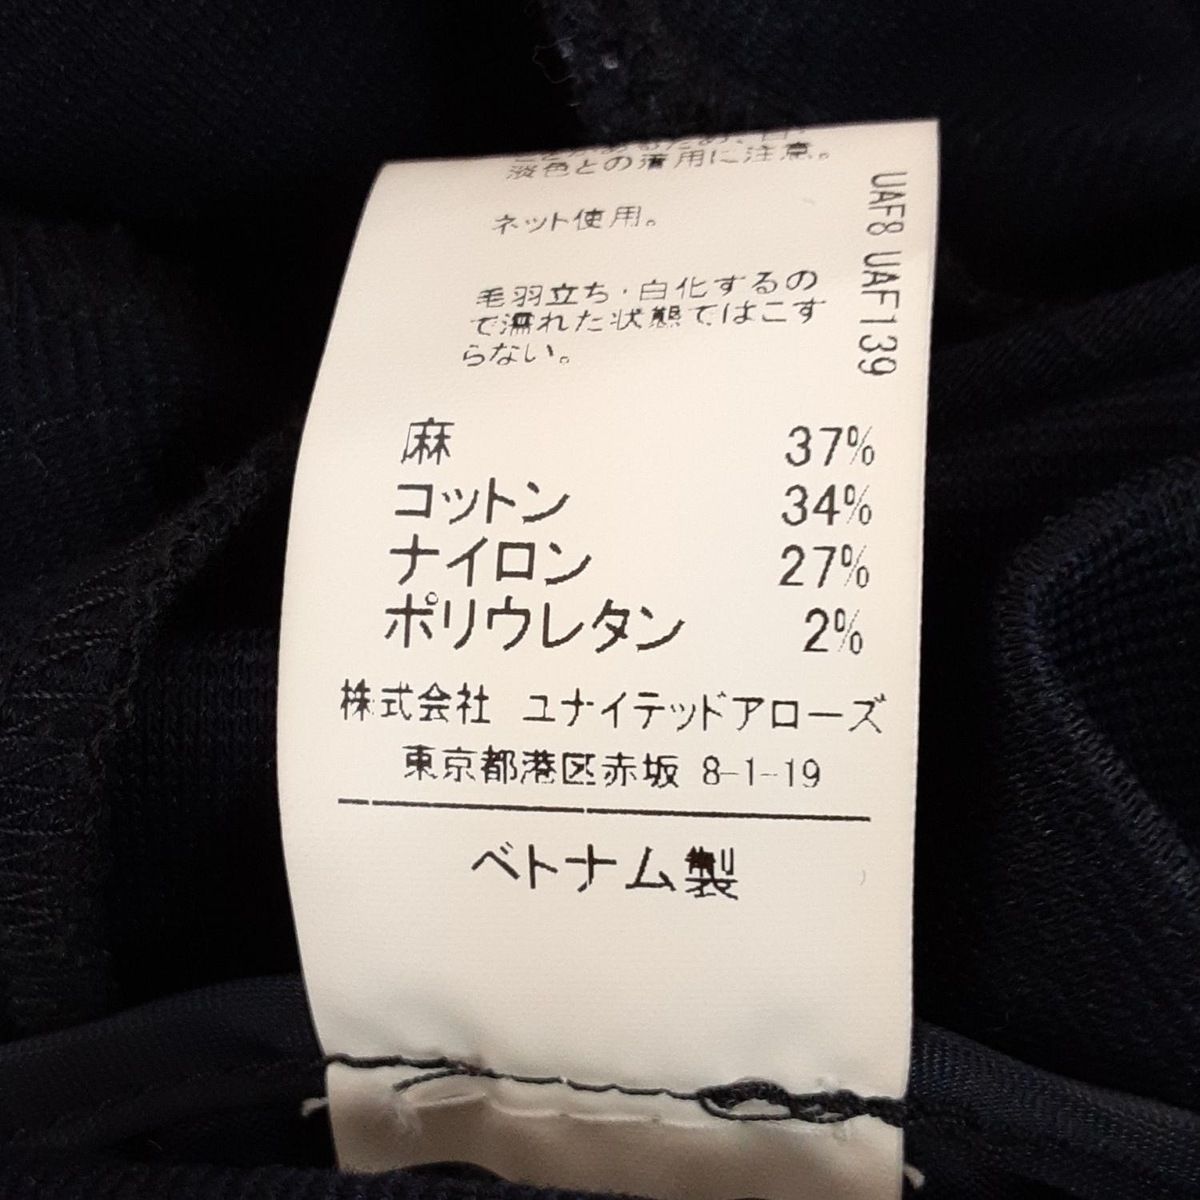 淡色との着用に注意。
ネット使用。
毛羽立ち・白化するの
で濡れた状態ではこす
らない。
麻 37%
コットン 34%
ナイロン 27%
ポリウレタン 2%
株式会社 ユナイテッドアローズ
東京都港区赤坂 8-1-19
ベトナム製
UAF8 UAF139